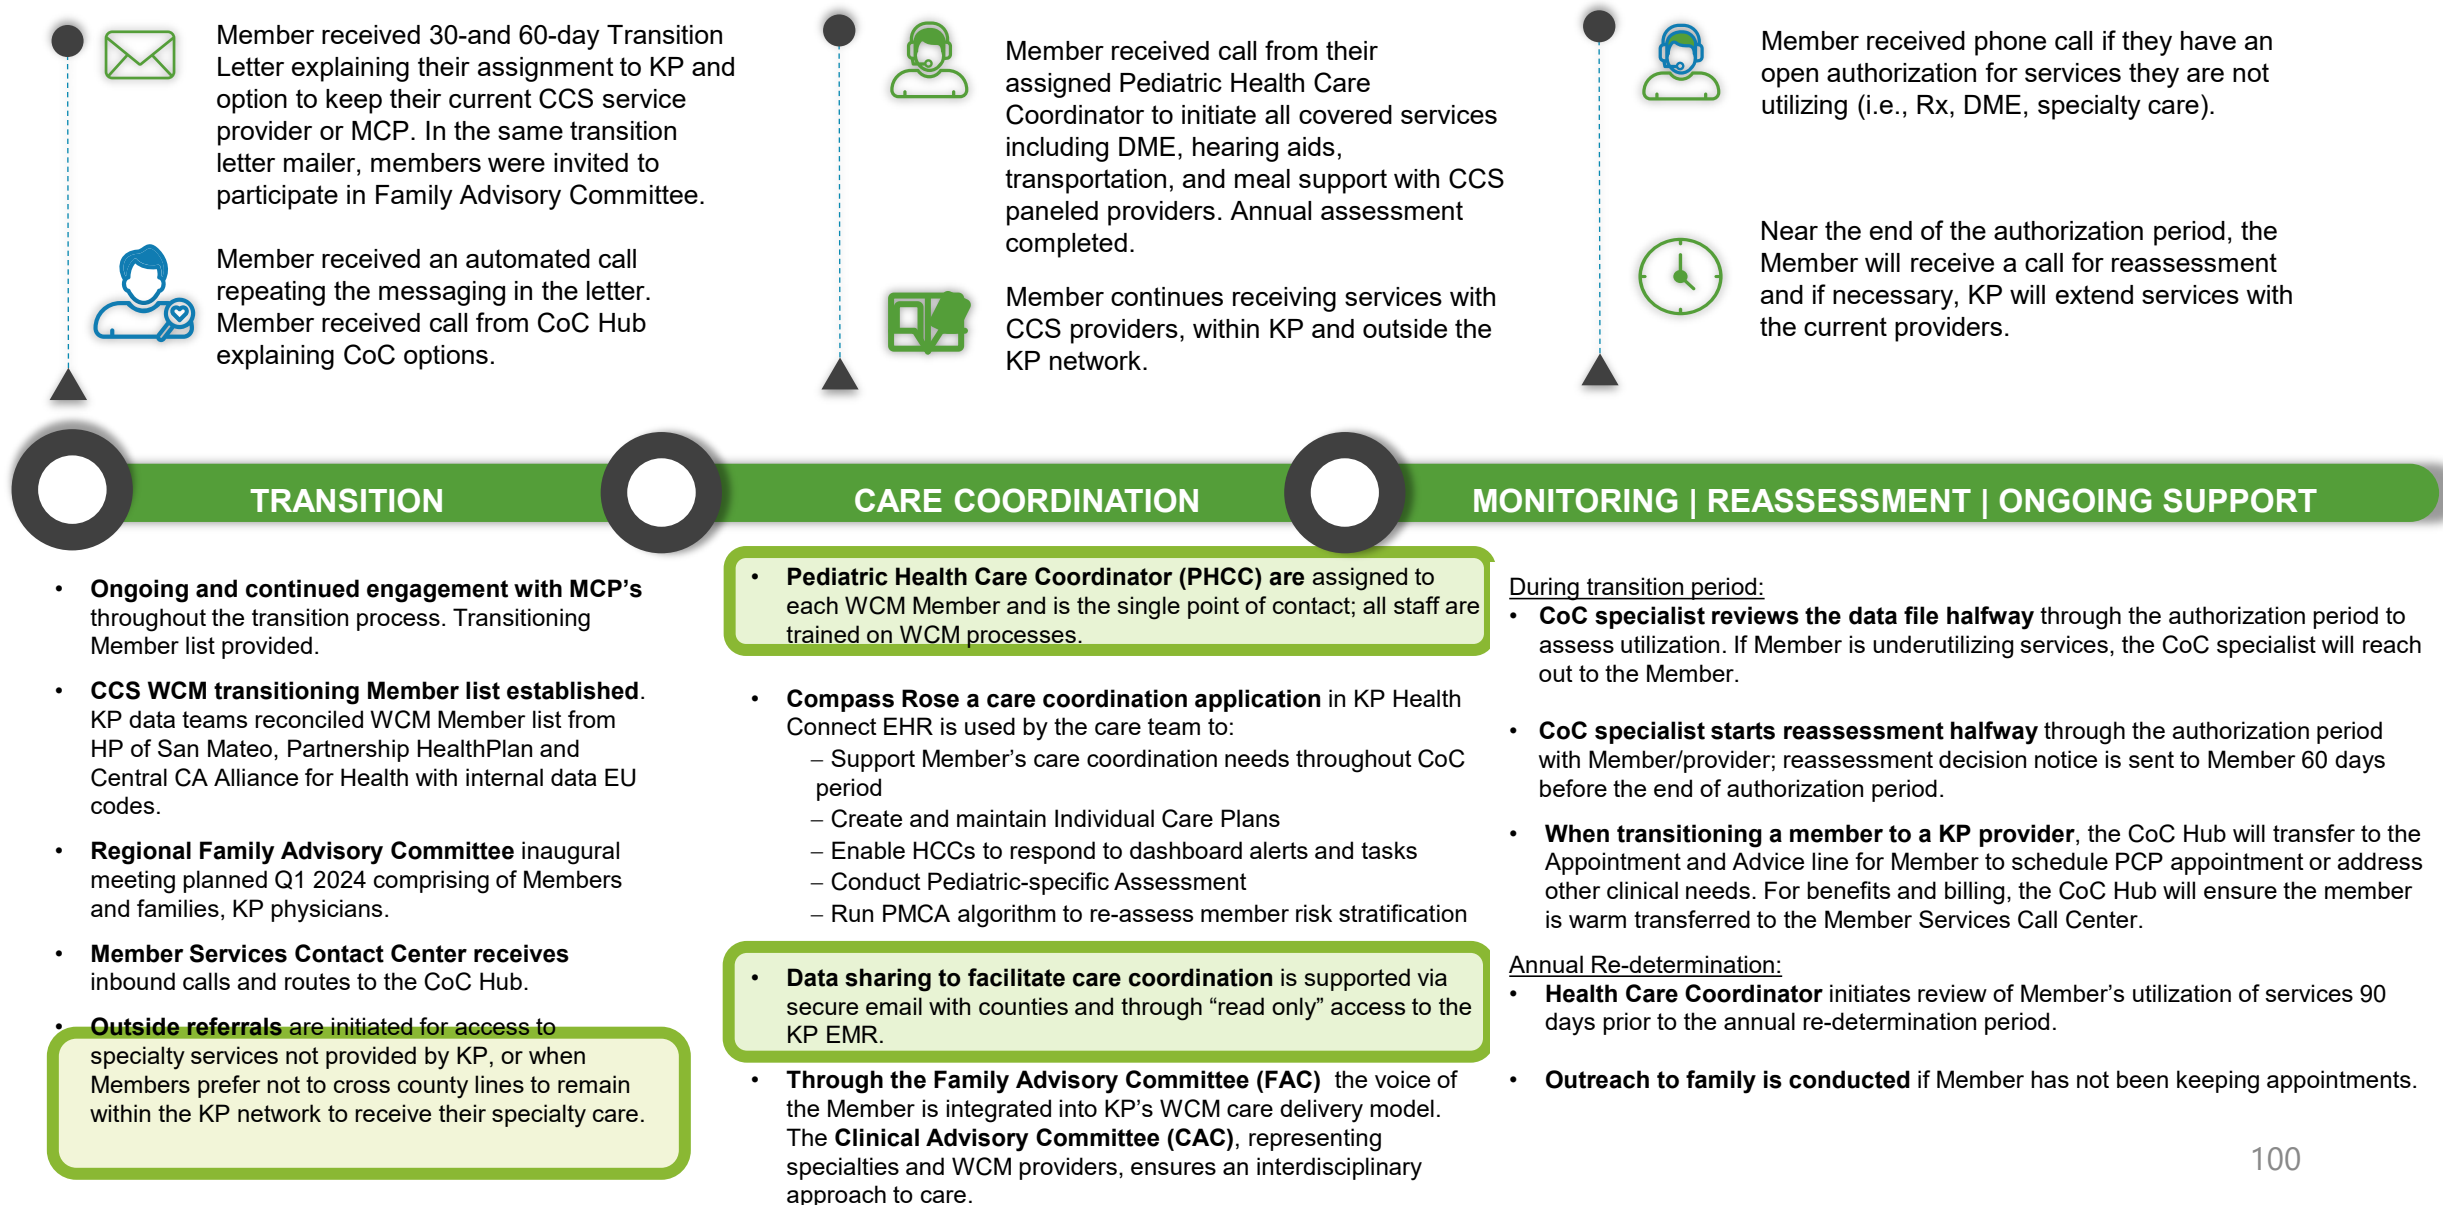 Member received 30-and 60-day Transition
Letter explaining their assignment to KP and
option to keep their current CCS service
provider or MCP. In the same transition
letter mailer, members were invited to
participate in Family Advisory Committee.
Member received an automated call
repeating the messaging in the letter.
Member received call from CoC Hub
explaining CoC options.
Member received call from their
assigned Pediatric Health Care
Coordinator to initiate all covered services
including DME, hearing aids,
transportation, and meal support with CCS
paneled providers. Annual assessment
completed.
Member continues receiving services with
CCS providers, within KP and outside the
KP network.
Member received phone call if they have an
open authorization for services they are not
utilizing (i.e., Rx, DME, specialty care).
Near the end of the authorization period, the
Member will receive a call for reassessment
and if necessary, KP will extend services with
the current providers.
TRANSITION
CARE COORDINATION
MONITORING | REASSESSMENT | ONGOING SUPPORT
• Ongoing and continued engagement with MCP’s
throughout the transition process. Transitioning
Member list provided.
• CCS WCM transitioning Member list established.
KP data teams reconciled WCM Member list from
HP of San Mateo, Partnership HealthPlan and
Central CA Alliance for Health with internal data EU
codes.
• Regional Family Advisory Committee inaugural
meeting planned Q1 2024 comprising of Members
and families, KP physicians.
• Member Services Contact Center receives
inbound calls and routes to the CoC Hub.
• Outside referrals are initiated for access to
specialty services not provided by KP, or when
Members prefer not to cross county lines to remain
within the KP network to receive their specialty care.
• Pediatric Health Care Coordinator (PHCC) are assigned to
each WCM Member and is the single point of contact; all staff are
trained on WCM processes.
• Compass Rose a care coordination application in KP Health
Connect EHR is used by the care team to:
– Support Member’s care coordination needs throughout CoC
period
– Create and maintain Individual Care Plans
– Enable HCCs to respond to dashboard alerts and tasks
– Conduct Pediatric-specific Assessment
– Run PMCA algorithm to re-assess member risk stratification
• Data sharing to facilitate care coordination is supported via
secure email with counties and through “read only” access to the
KP EMR.
• Through the Family Advisory Committee (FAC) the voice of
the Member is integrated into KP’s WCM care delivery model.
The Clinical Advisory Committee (CAC), representing
specialties and WCM providers, ensures an interdisciplinary
approach to care.
During transition period:
• CoC specialist reviews the data file halfway through the authorization period to
assess utilization. If Member is underutilizing services, the CoC specialist will reach
out to the Member.
• CoC specialist starts reassessment halfway through the authorization period
with Member/provider; reassessment decision notice is sent to Member 60 days
before the end of authorization period.
• When transitioning a member to a KP provider, the CoC Hub will transfer to the
Appointment and Advice line for Member to schedule PCP appointment or address
other clinical needs. For benefits and billing, the CoC Hub will ensure the member
is warm transferred to the Member Services Call Center.
Annual Re-determination:
• Health Care Coordinator initiates review of Member’s utilization of services 90
days prior to the annual re-determination period.
• Outreach to family is conducted if Member has not been keeping appointments.
100